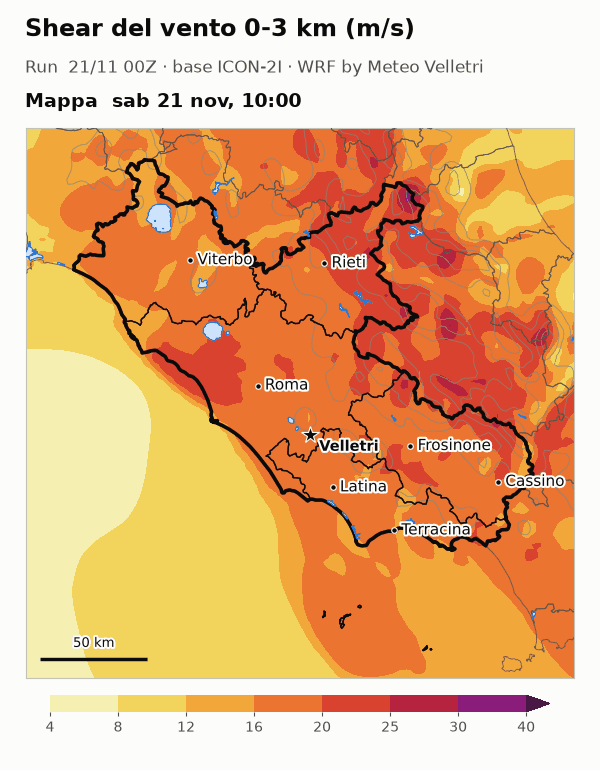 Shear del vento 0-3 km (m/s)
Run  21/11 00Z · base ICON-2I · WRF by Meteo Velletri
Mappa  sab 21 nov, 10:00
Viterbo
Rieti
Roma
Velletri
Frosinone
Cassino
Latina
Terracina
50 km
4 8 12 16 20 25 30 40